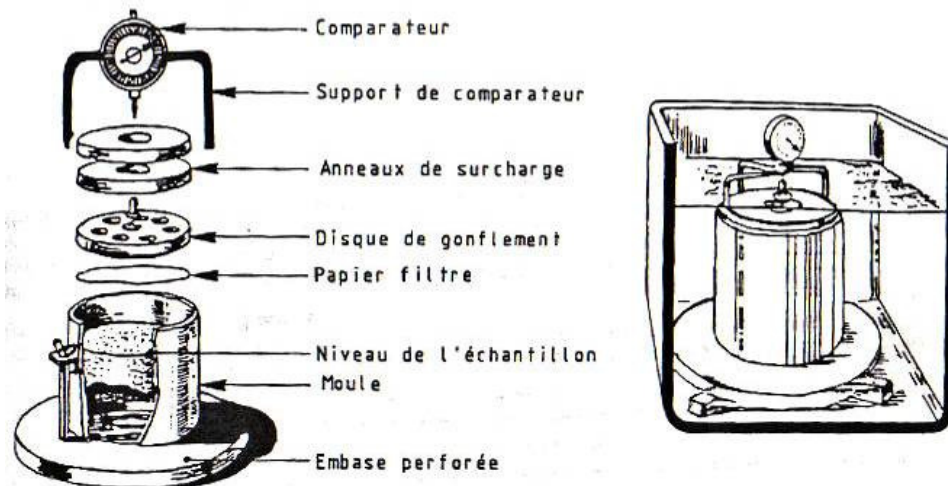 Comparateur
Support de comparateur
Anneaux de surcharge
Disque de gonflement
Papier filtre
Niveau de l'échantillon
Moule
Embase perforée